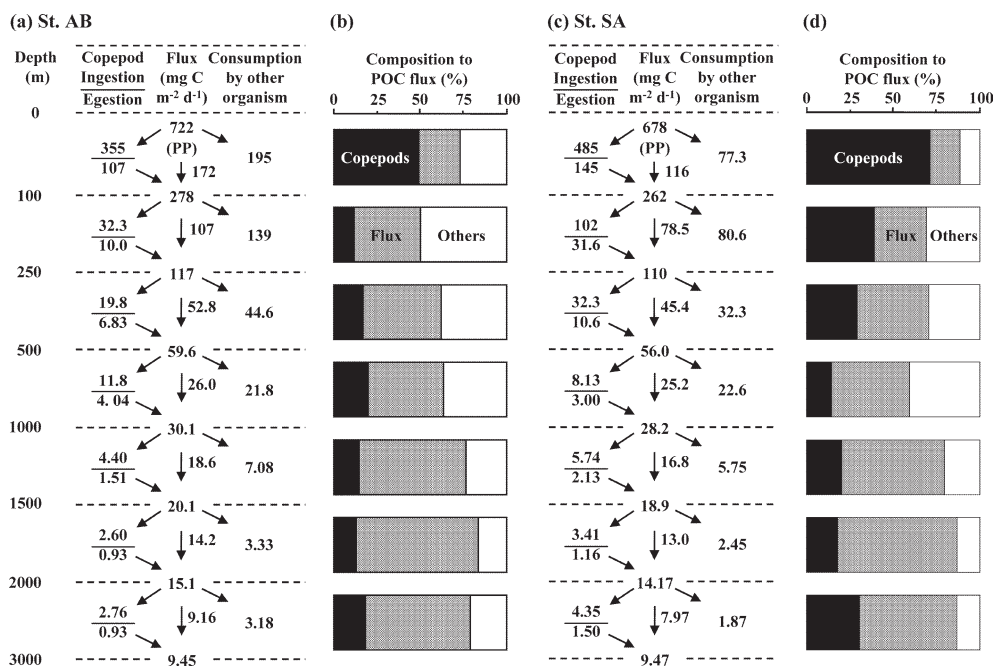 (a) St. AB
Depth
(m)
Copepod
Ingestion
Egestion
Flux
(mg C
m⁻² d⁻¹)
Consumption
by other
organism
0
722
(PP)
355
107
172
195
100
278
32.3
10.0
107
139
250
117
19.8
6.83
52.8
44.6
500
59.6
11.8
4. 04
26.0
21.8
1000
30.1
4.40
1.51
18.6
7.08
1500
20.1
2.60
0.93
14.2
3.33
2000
15.1
2.76
0.93
9.16
3.18
3000
9.45
(b)
Composition to
POC flux (%)
0 25 50 75 100
Copepods
Flux Others
(c) St. SA
Copepod
Ingestion
Egestion
Flux
(mg C
m⁻² d⁻¹)
Consumption
by other
organism
678
(PP)
485
145
116
77.3
262
102
31.6
78.5
80.6
110
32.3
10.6
45.4
32.3
56.0
8.13
3.00
25.2
22.6
28.2
5.74
2.13
16.8
5.75
18.9
3.41
1.16
13.0
2.45
14.17
4.35
1.50
7.97
1.87
9.47
(d)
Composition to
POC flux (%)
0 25 50 75 100
Copepods
Flux Others